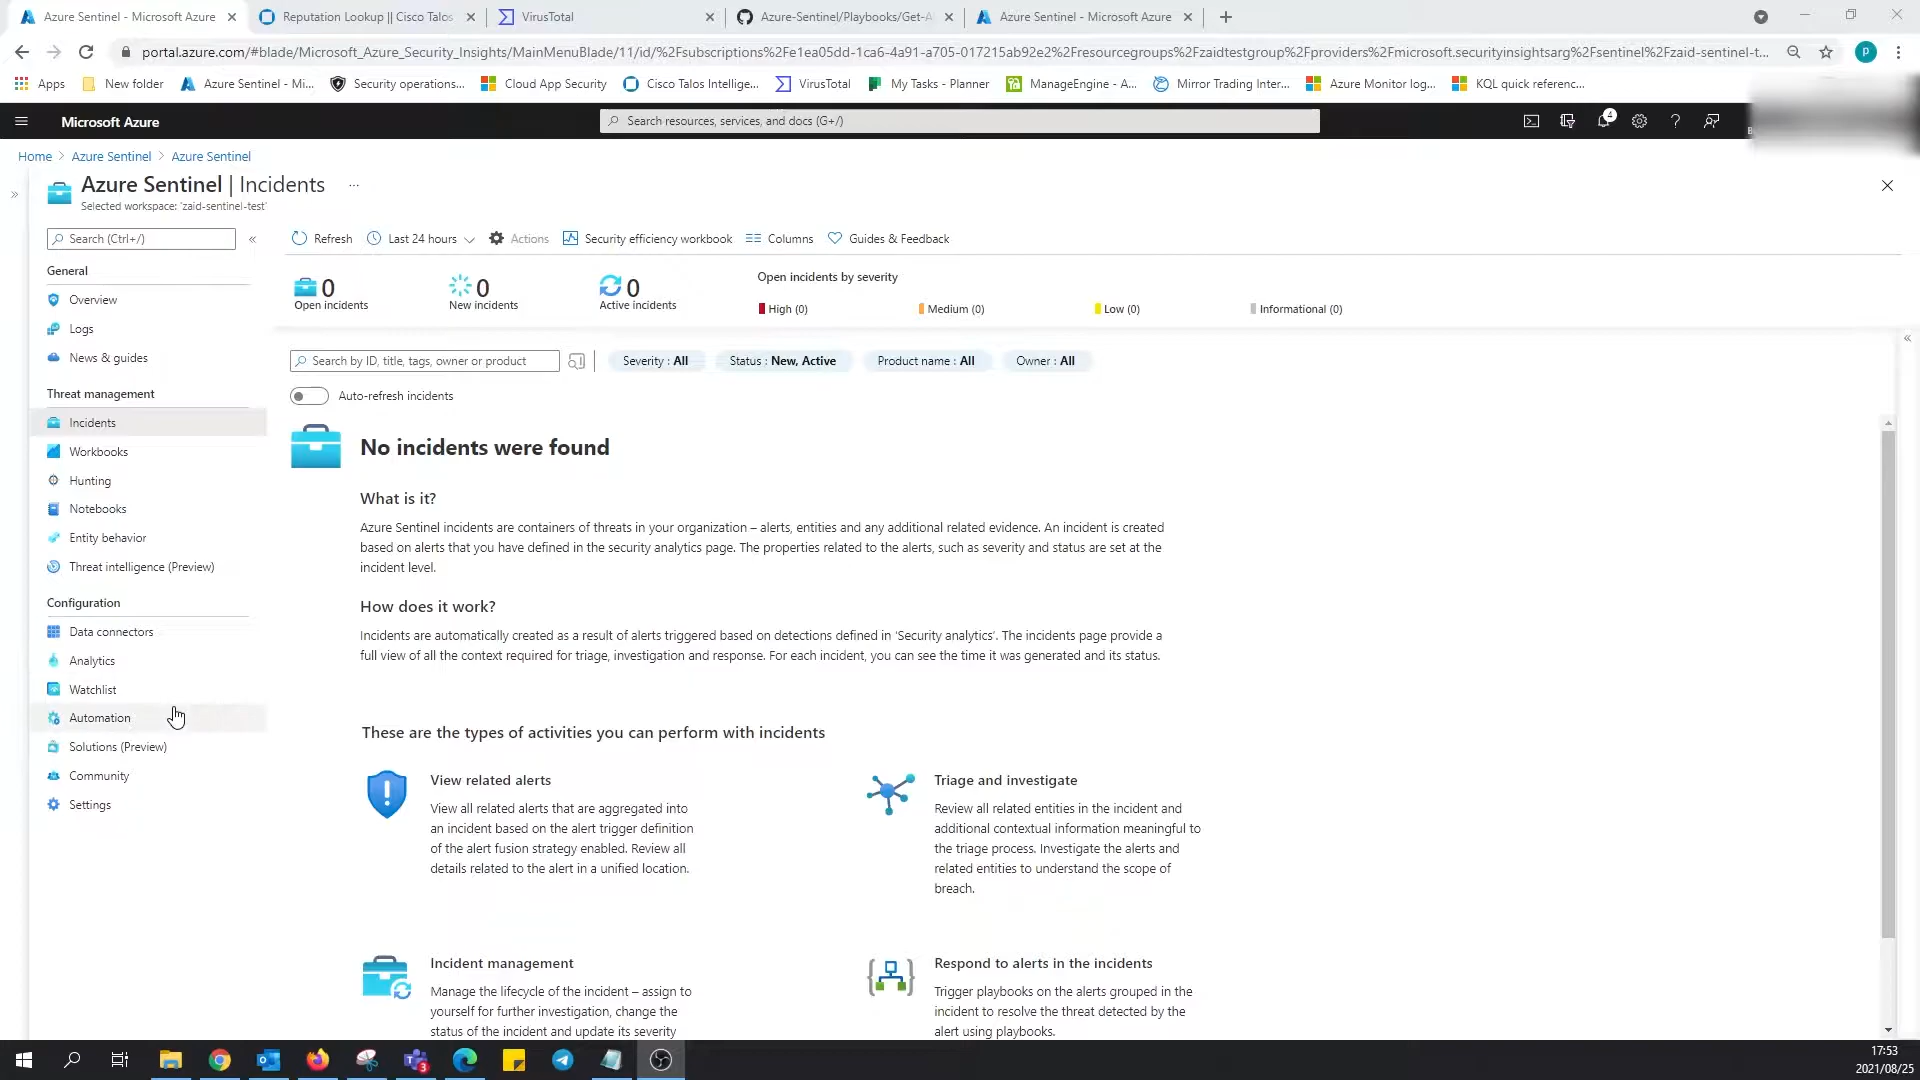 Azure Sentinel - Microsoft Azure
Reputation Lookup || Cisco Talos
VirusTotal
Azure-Sentinel/Playbooks/Get-A
Azure Sentinel - Microsoft Azure
portal.azure.com/#blade/Microsoft_Azure_Security_Insights/MainMenuBlade/11/id/%2Fsubscriptions%2Fe1ea05dd-1ca6-4a91-a705-017215ab92e2%2Fresourcegroups%2Fzaidtestgroup%2Fproviders%2Fmicrosoft.securityinsightsarg%2Fsentinel%2Fzaid-sentinel-t...
P
Apps
New folder
Azure Sentinel - Mi...
Security operations...
Cloud App Security
Cisco Talos Intellige...
VirusTotal
My Tasks - Planner
ManageEngine - A...
Mirror Trading Inter...
Azure Monitor log...
KQL quick referenc...
Microsoft Azure
Search resources, services, and docs (G+/)
4
Home > Azure Sentinel > Azure Sentinel
Azure Sentinel | Incidents ...
Selected workspace: 'zaid-sentinel-test'
Search (Ctrl+/)
Refresh
Last 24 hours
Actions
Security efficiency workbook
Columns
Guides & Feedback
General
Overview
Logs
News & guides
Threat management
Incidents
Workbooks
Hunting
Notebooks
Entity behavior
Threat intelligence (Preview)
Configuration
Data connectors
Analytics
Watchlist
Automation
Solutions (Preview)
Community
Settings
0
Open incidents
0
New incidents
0
Active incidents
Open incidents by severity
High (0)
Medium (0)
Low (0)
Informational (0)
Search by ID, title, tags, owner or product
Severity : All
Status : New, Active
Product name : All
Owner : All
Auto-refresh incidents
No incidents were found
What is it?
Azure Sentinel incidents are containers of threats in your organization – alerts, entities and any additional related evidence. An incident is created
based on alerts that you have defined in the security analytics page. The properties related to the alerts, such as severity and status are set at the
incident level.
How does it work?
Incidents are automatically created as a result of alerts triggered based on detections defined in 'Security analytics'. The incidents page provide a
full view of all the context required for triage, investigation and response. For each incident, you can see the time it was generated and its status.
These are the types of activities you can perform with incidents
View related alerts
View all related alerts that are aggregated into
an incident based on the alert trigger definition
of the alert fusion strategy enabled. Review all
details related to the alert in a unified location.
Triage and investigate
Review all related entities in the incident and
additional contextual information meaningful to
the triage process. Investigate the alerts and
related entities to understand the scope of
breach.
Incident management
Manage the lifecycle of the incident – assign to
yourself for further investigation, change the
status of the incident and update its severity
Respond to alerts in the incidents
Trigger playbooks on the alerts grouped in the
incident to resolve the threat detected by the
alert using playbooks.
3
17:53
2021/08/25